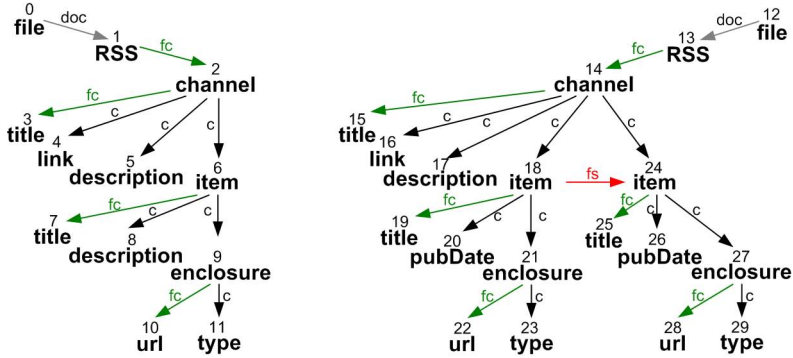 0
file
doc
1
RSS
fc
2
channel
fc
c
c
c
3
title
4
link
5
description
6
item
fc
c
c
7
title
8
description
9
enclosure
fc
c
10
url
11
type
12
file
doc
13
RSS
fc
14
channel
fc
c
c
c
c
15
title
16
link
17
description
18
item
fs
24
item
fc
c
c
fc
c
c
19
title
20
pubDate
21
enclosure
25
title
26
pubDate
27
enclosure
fc
c
fc
c
22
url
23
type
28
url
29
type